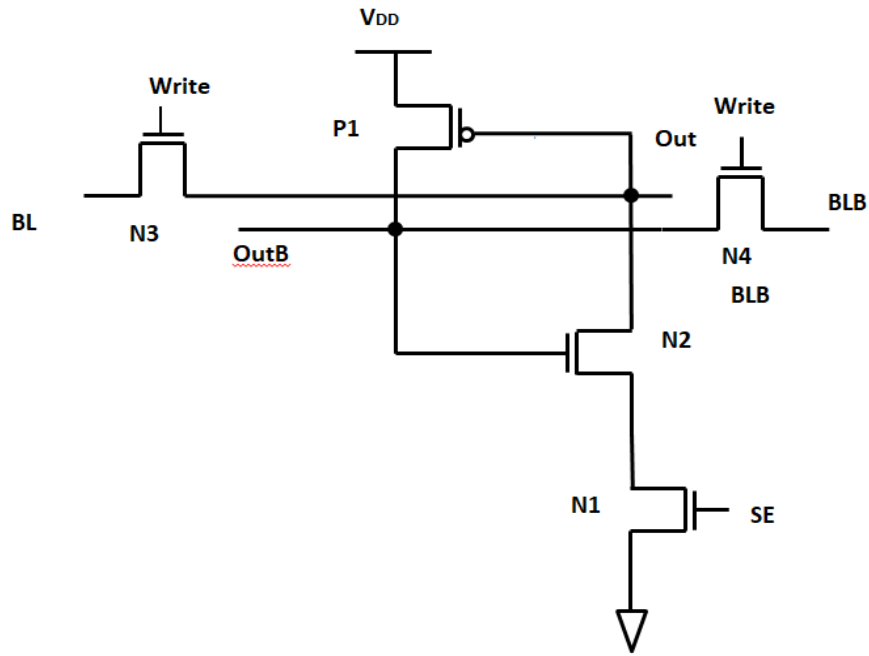 VDD
Write
P1
Write
Out
BL
N3
BLB
OutB
N4
BLB
N2
N1
SE